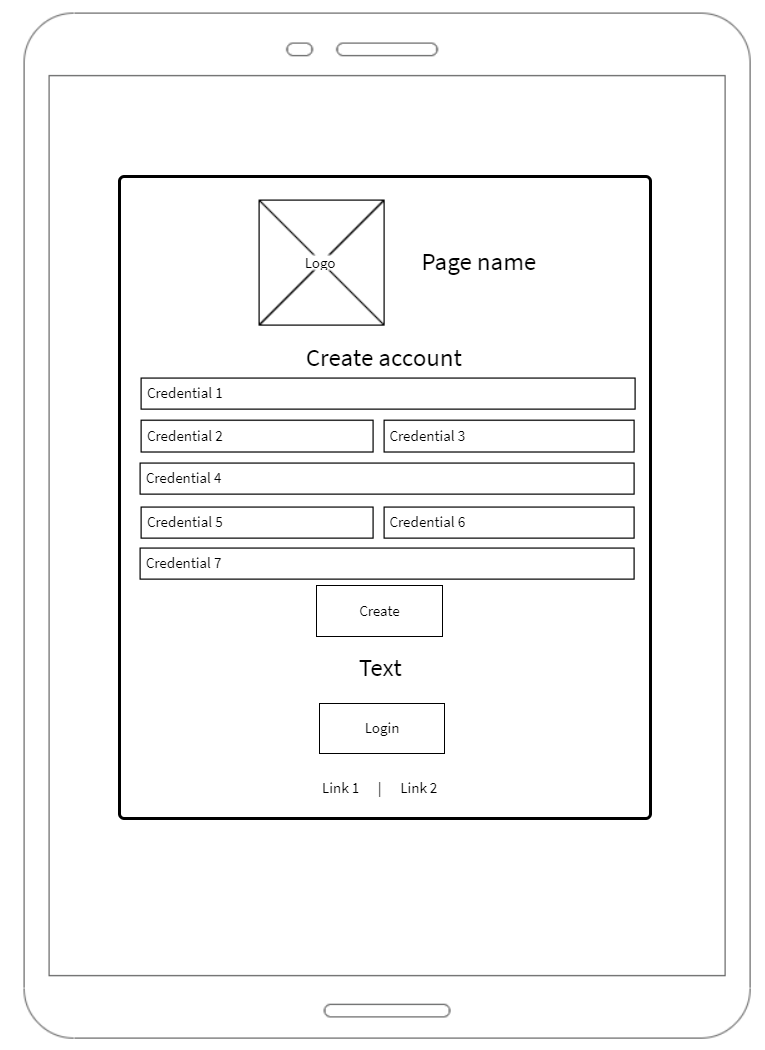 Logo
Page name
Create account
Credential 1
Credential 2
Credential 3
Credential 4
Credential 5
Credential 6
Credential 7
Create
Text
Login
Link 1 | Link 2